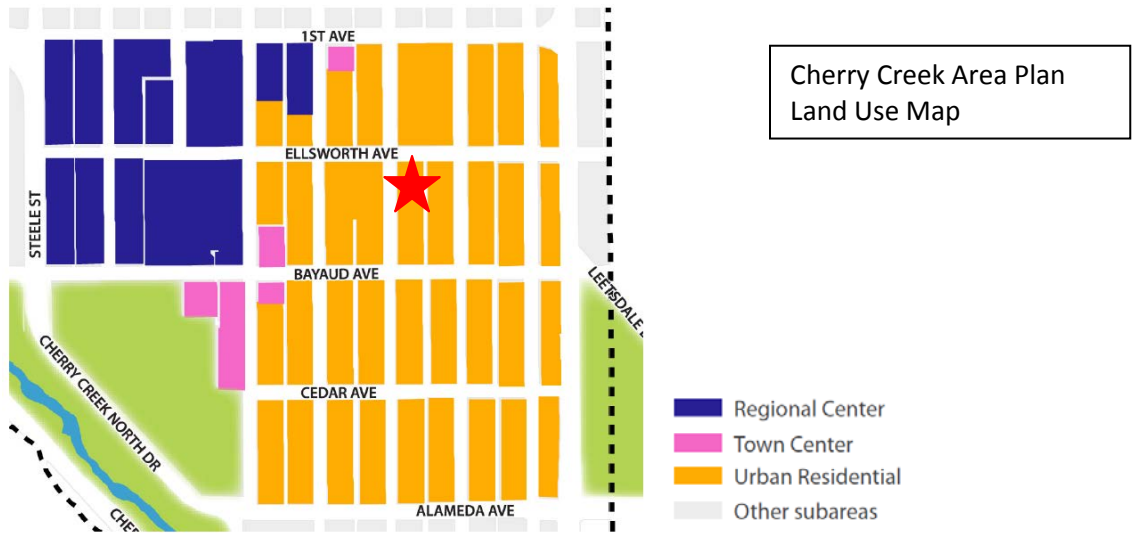 1ST AVE
Cherry Creek Area Plan
Land Use Map
ELLSWORTH AVE
STEELE ST
BAYAUD AVE
LEETSDALE
CHERRY CREEK NORTH DR
CEDAR AVE
Regional Center
Town Center
Urban Residential
Other subareas
ALAMEDA AVE